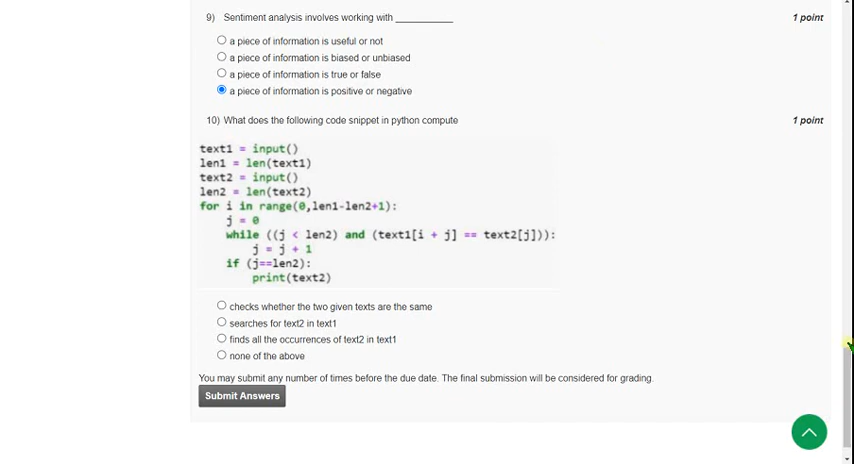 9) Sentiment analysis involves working with ____________ 1 point
a piece of information is useful or not
a piece of information is biased or unbiased
a piece of information is true or false
a piece of information is positive or negative
10) What does the following code snippet in python compute 1 point
text1 = input()
len1 = len(text1)
text2 = input()
len2 = len(text2)
for i in range(0,len1-len2+1):
    j = 0
    while ((j < len2) and (text1[i + j] == text2[j])):
        j = j + 1
    if (j==len2):
        print(text2)
checks whether the two given texts are the same
searches for text2 in text1
finds all the occurrences of text2 in text1
none of the above
You may submit any number of times before the due date. The final submission will be considered for grading.
Submit Answers